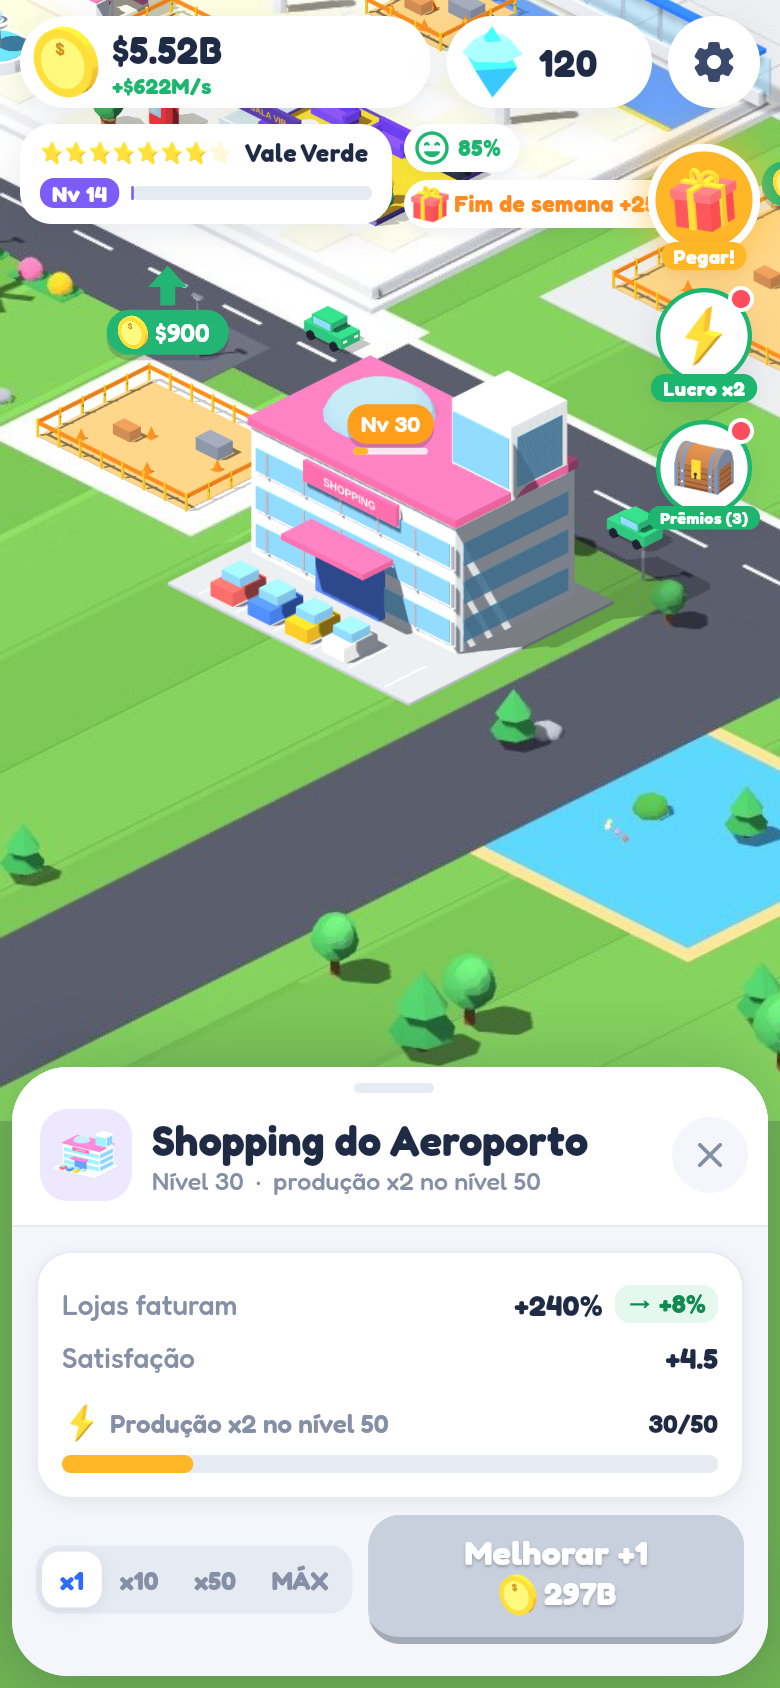 $5.52B
+$622M/s
120
Vale Verde
Nv 14
85%
Fim de semana +25
Pegar!
$900
Lucro x2
Nv 30
SHOPPING
Prêmios (3)
Shopping do Aeroporto
Nível 30 · produção x2 no nível 50
Lojas faturam +240% → +8%
Satisfação +4.5
Produção x2 no nível 50 30/50
x1 x10 x50 MÁX
Melhorar +1
297B